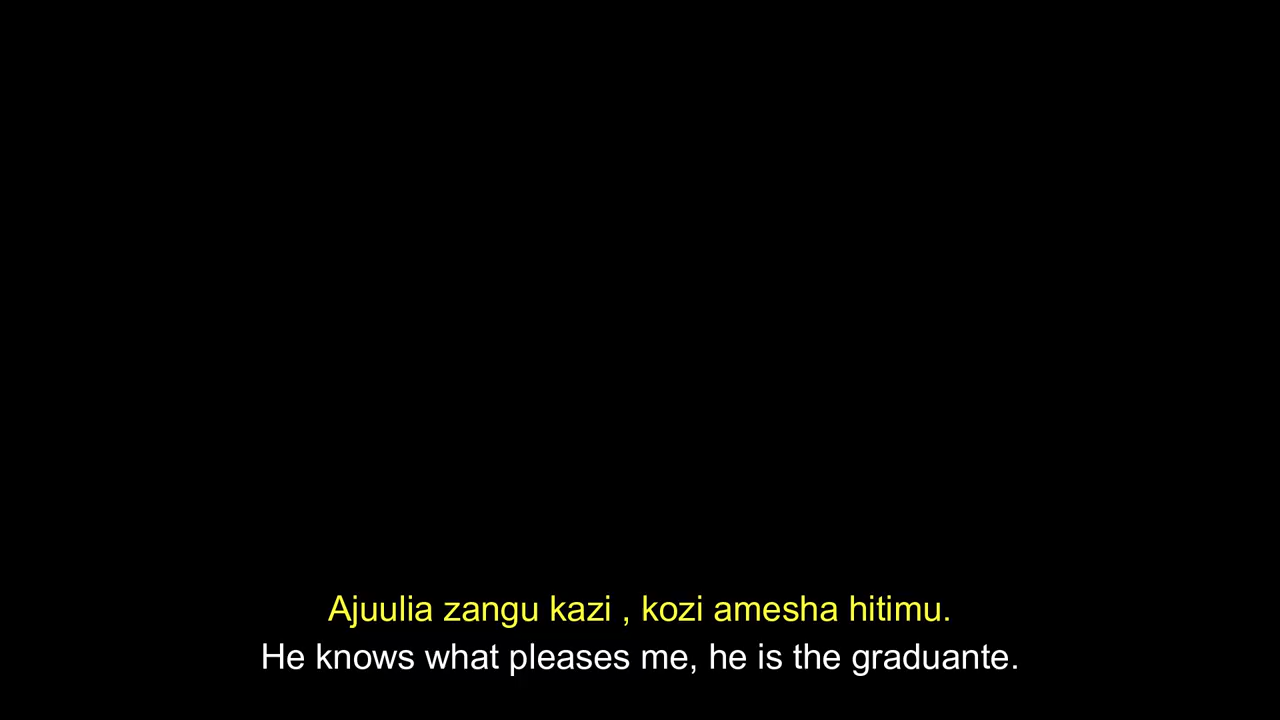 Ajuulia zangu kazi , kozi amesha hitimu.
He knows what pleases me, he is the graduante.